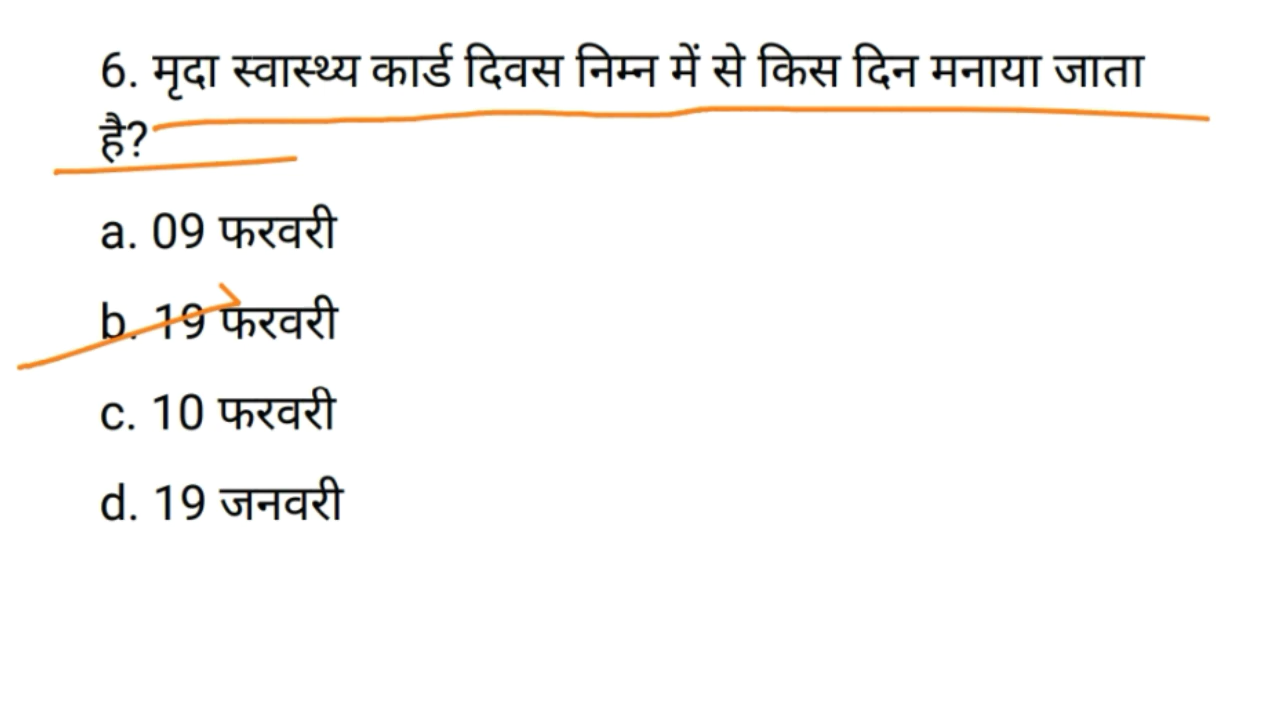 6. मृदा स्वास्थ्य कार्ड दिवस निम्न में से किस दिन मनाया जाता
है?
a. 09 फरवरी
b. 19 फरवरी
c. 10 फरवरी
d. 19 जनवरी